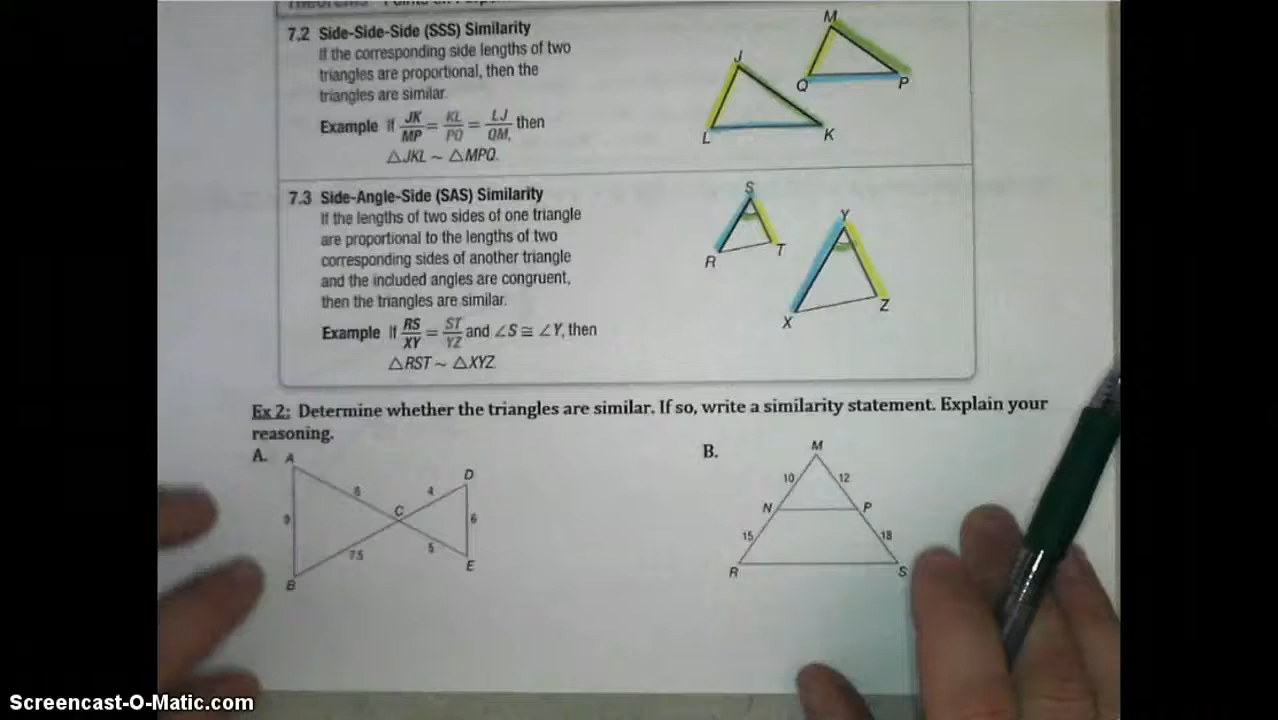 7.2 Side-Side-Side (SSS) Similarity
If the corresponding side lengths of two
triangles are proportional, then the
triangles are similar.
Example If JK/MP = KL/PQ = LJ/QM, then
△JKL ~ △MPQ.
M
J
Q
P
L
K
7.3 Side-Angle-Side (SAS) Similarity
If the lengths of two sides of one triangle
are proportional to the lengths of two
corresponding sides of another triangle
and the included angles are congruent,
then the triangles are similar.
Example If RS/XY = ST/YZ and ∠S ≅ ∠Y, then
△RST ~ △XYZ.
S
Y
T
R
Z
X
Ex 2: Determine whether the triangles are similar. If so, write a similarity statement. Explain your
reasoning.
A.
A
D
6
4
C
9
6
7.5
5
E
B
B.
M
10
12
N
P
15
18
R
S
Screencast-O-Matic.com